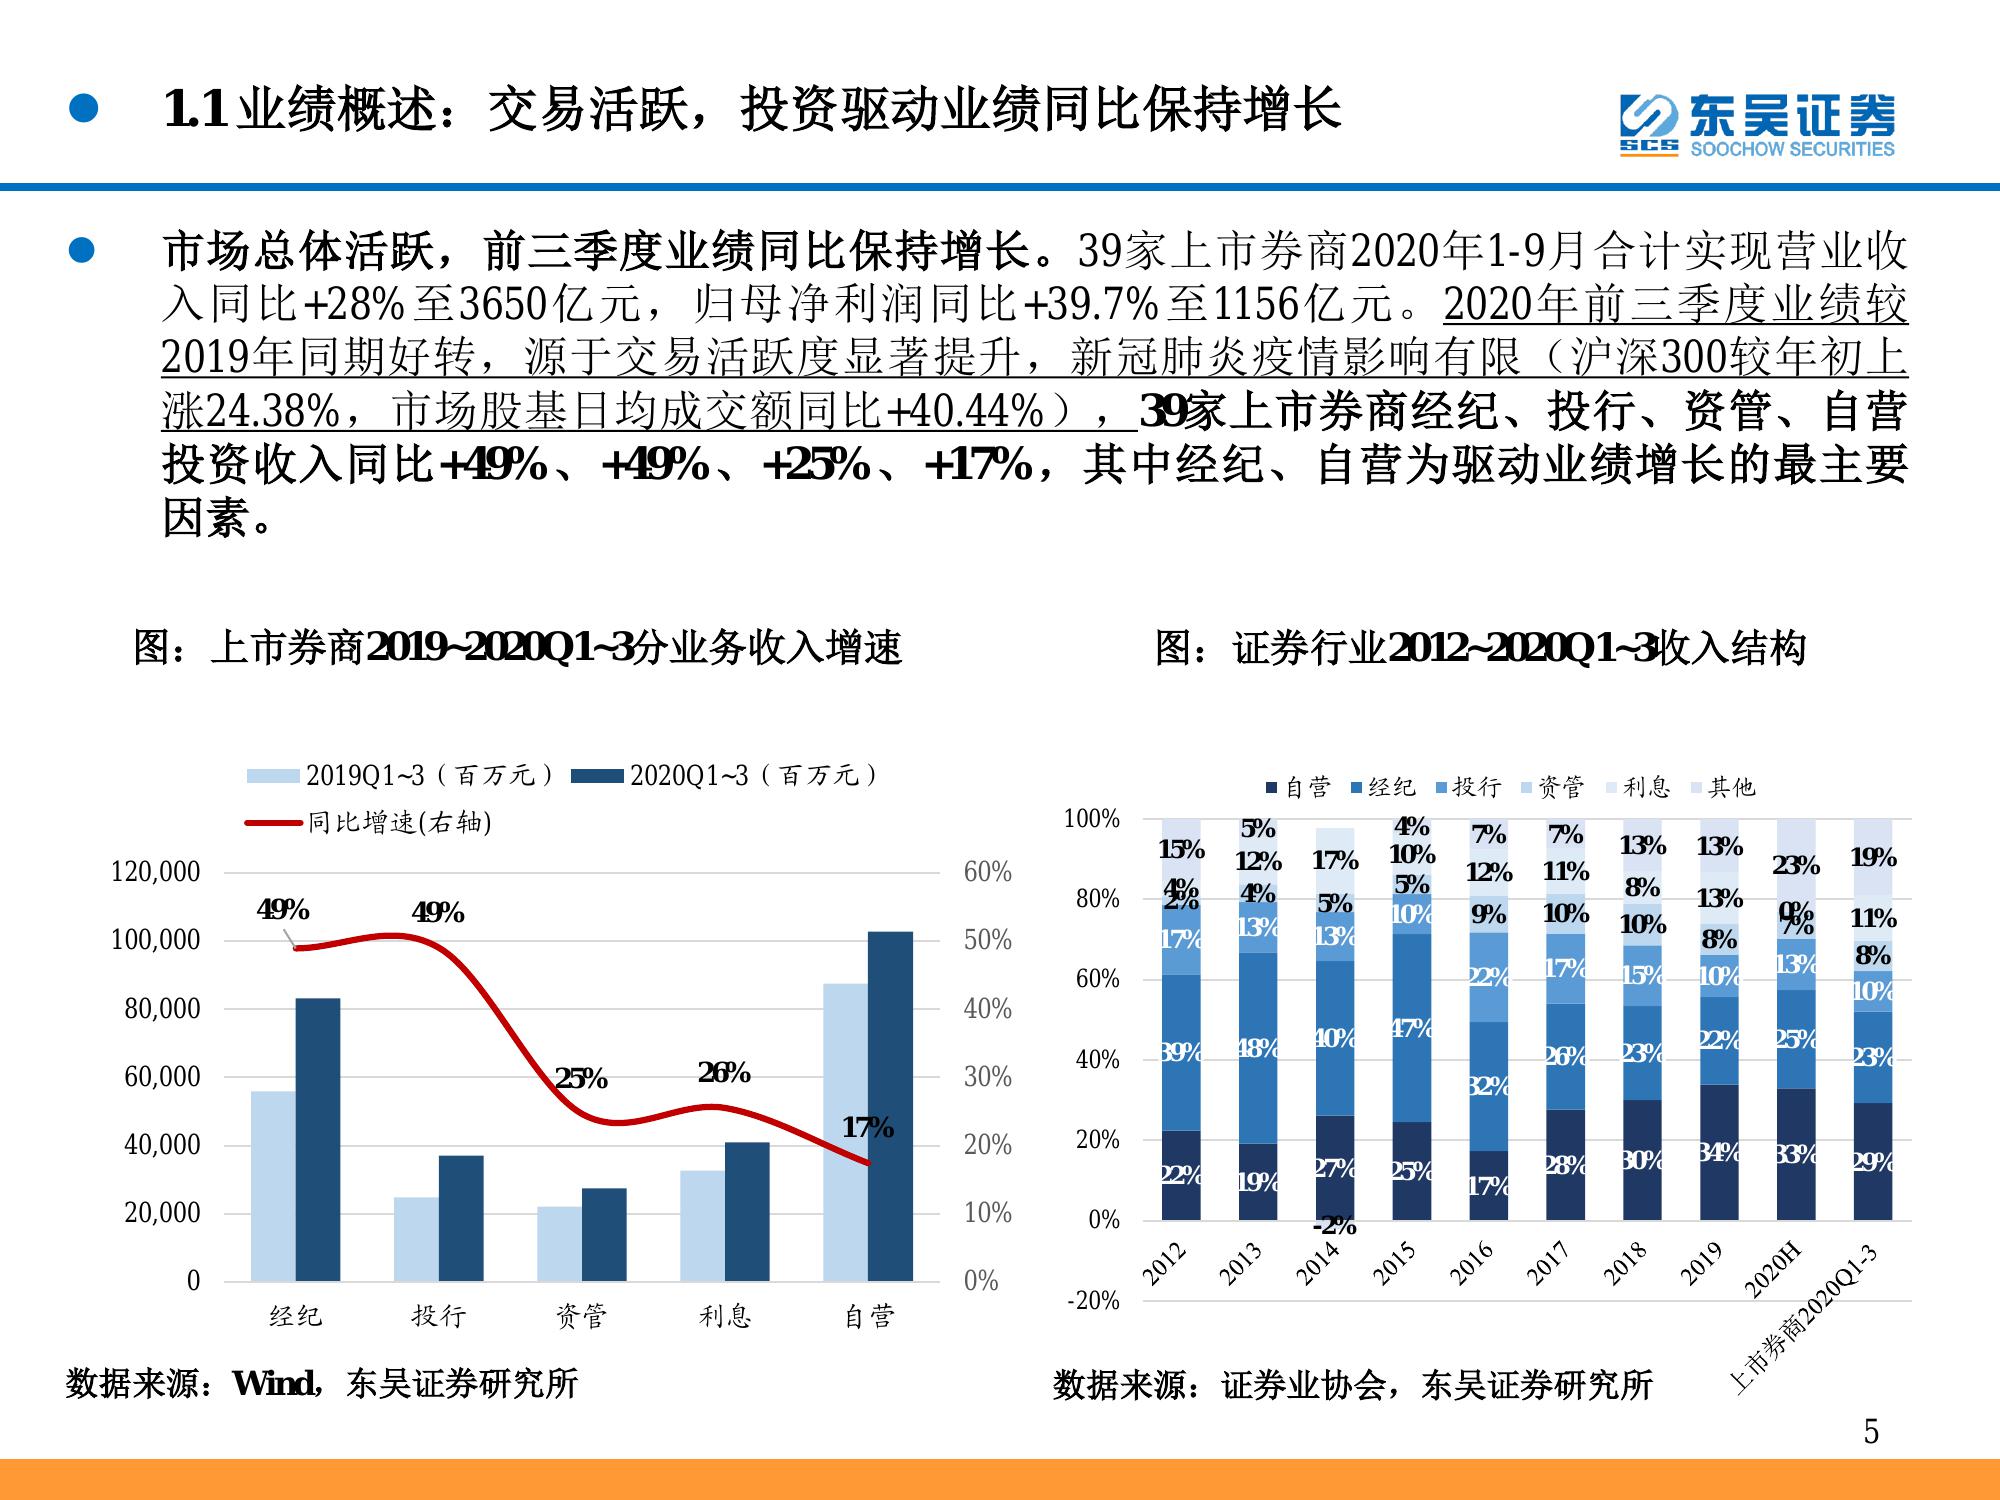 1.1业绩概述：交易活跃，投资驱动业绩同比保持增长
SCS
东吴证券
SOOCHOW SECURITIES
市场总体活跃，前三季度业绩同比保持增长。39家上市券商2020年1-9月合计实现营业收
入同比+28%至3650亿元，归母净利润同比+39.7%至1156亿元。2020年前三季度业绩较
2019年同期好转，源于交易活跃度显著提升，新冠肺炎疫情影响有限（沪深300较年初上
涨24.38%，市场股基日均成交额同比+40.44%），39家上市券商经纪、投行、资管、自营
投资收入同比+49%、+49%、+25%、+17%，其中经纪、自营为驱动业绩增长的最主要
因素。
图：上市券商2019~2020Q1~3分业务收入增速
2019Q1~3（百万元） 2020Q1~3（百万元）
同比增速(右轴)
120,000
100,000
80,000
60,000
40,000
20,000
0
60%
50%
40%
30%
20%
10%
0%
49% 49% 25% 26% 17%
经纪 投行 资管 利息 自营
数据来源：Wind，东吴证券研究所
图：证券行业2012~2020Q1~3收入结构
自营 经纪 投行 资管 利息 其他
100%
80%
60%
40%
20%
0%
-20%
15% 4% 2% 17% 39% 22%
5% 12% 4% 13% 48% 19%
17% 5% 13% 40% 27% -2%
4% 10% 5% 10% 47% 25%
7% 12% 9% 22% 32% 17%
7% 11% 10% 17% 26% 28%
13% 8% 10% 15% 23% 30%
13% 13% 8% 10% 22% 34%
23% 0% 7% 13% 25% 33%
19% 11% 8% 10% 23% 29%
2012 2013 2014 2015 2016 2017 2018 2019 2020H 上市券商2020Q1-3
数据来源：证券业协会，东吴证券研究所
5